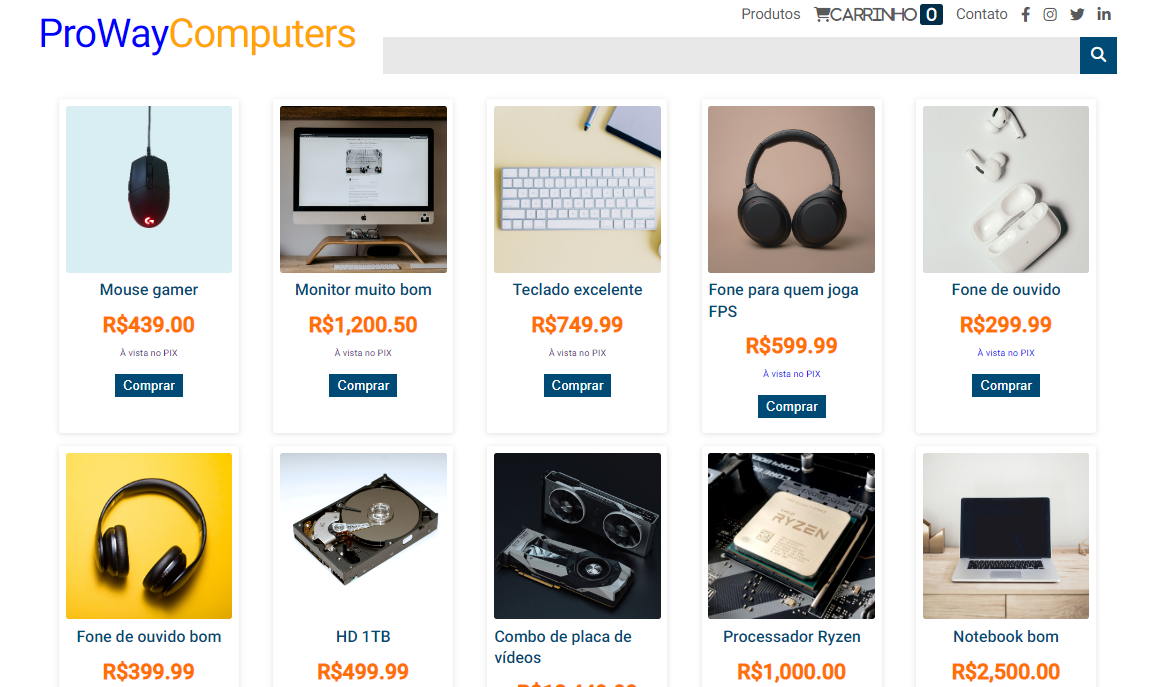 Produtos CARRINHO 0 Contato
ProWayComputers
Mouse gamer
R$439.00
À vista no PIX
Comprar
Monitor muito bom
R$1,200.50
À vista no PIX
Comprar
Teclado excelente
R$749.99
À vista no PIX
Comprar
Fone para quem joga
FPS
R$599.99
À vista no PIX
Comprar
Fone de ouvido
R$299.99
À vista no PIX
Comprar
Fone de ouvido bom
R$399.99
HD 1TB
R$499.99
Combo de placa de
vídeos
RYZEN
Processador Ryzen
R$1,000.00
Notebook bom
R$2,500.00